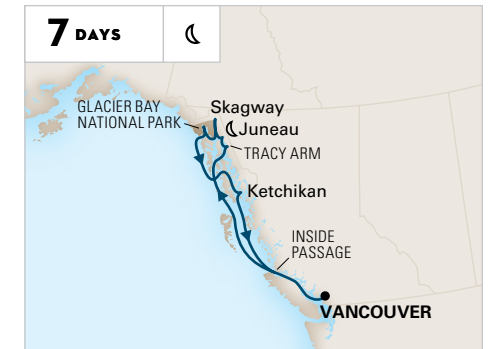 7 DAYS
GLACIER BAY
NATIONAL PARK
Skagway
Juneau
TRACY ARM
Ketchikan
INSIDE
PASSAGE
VANCOUVER